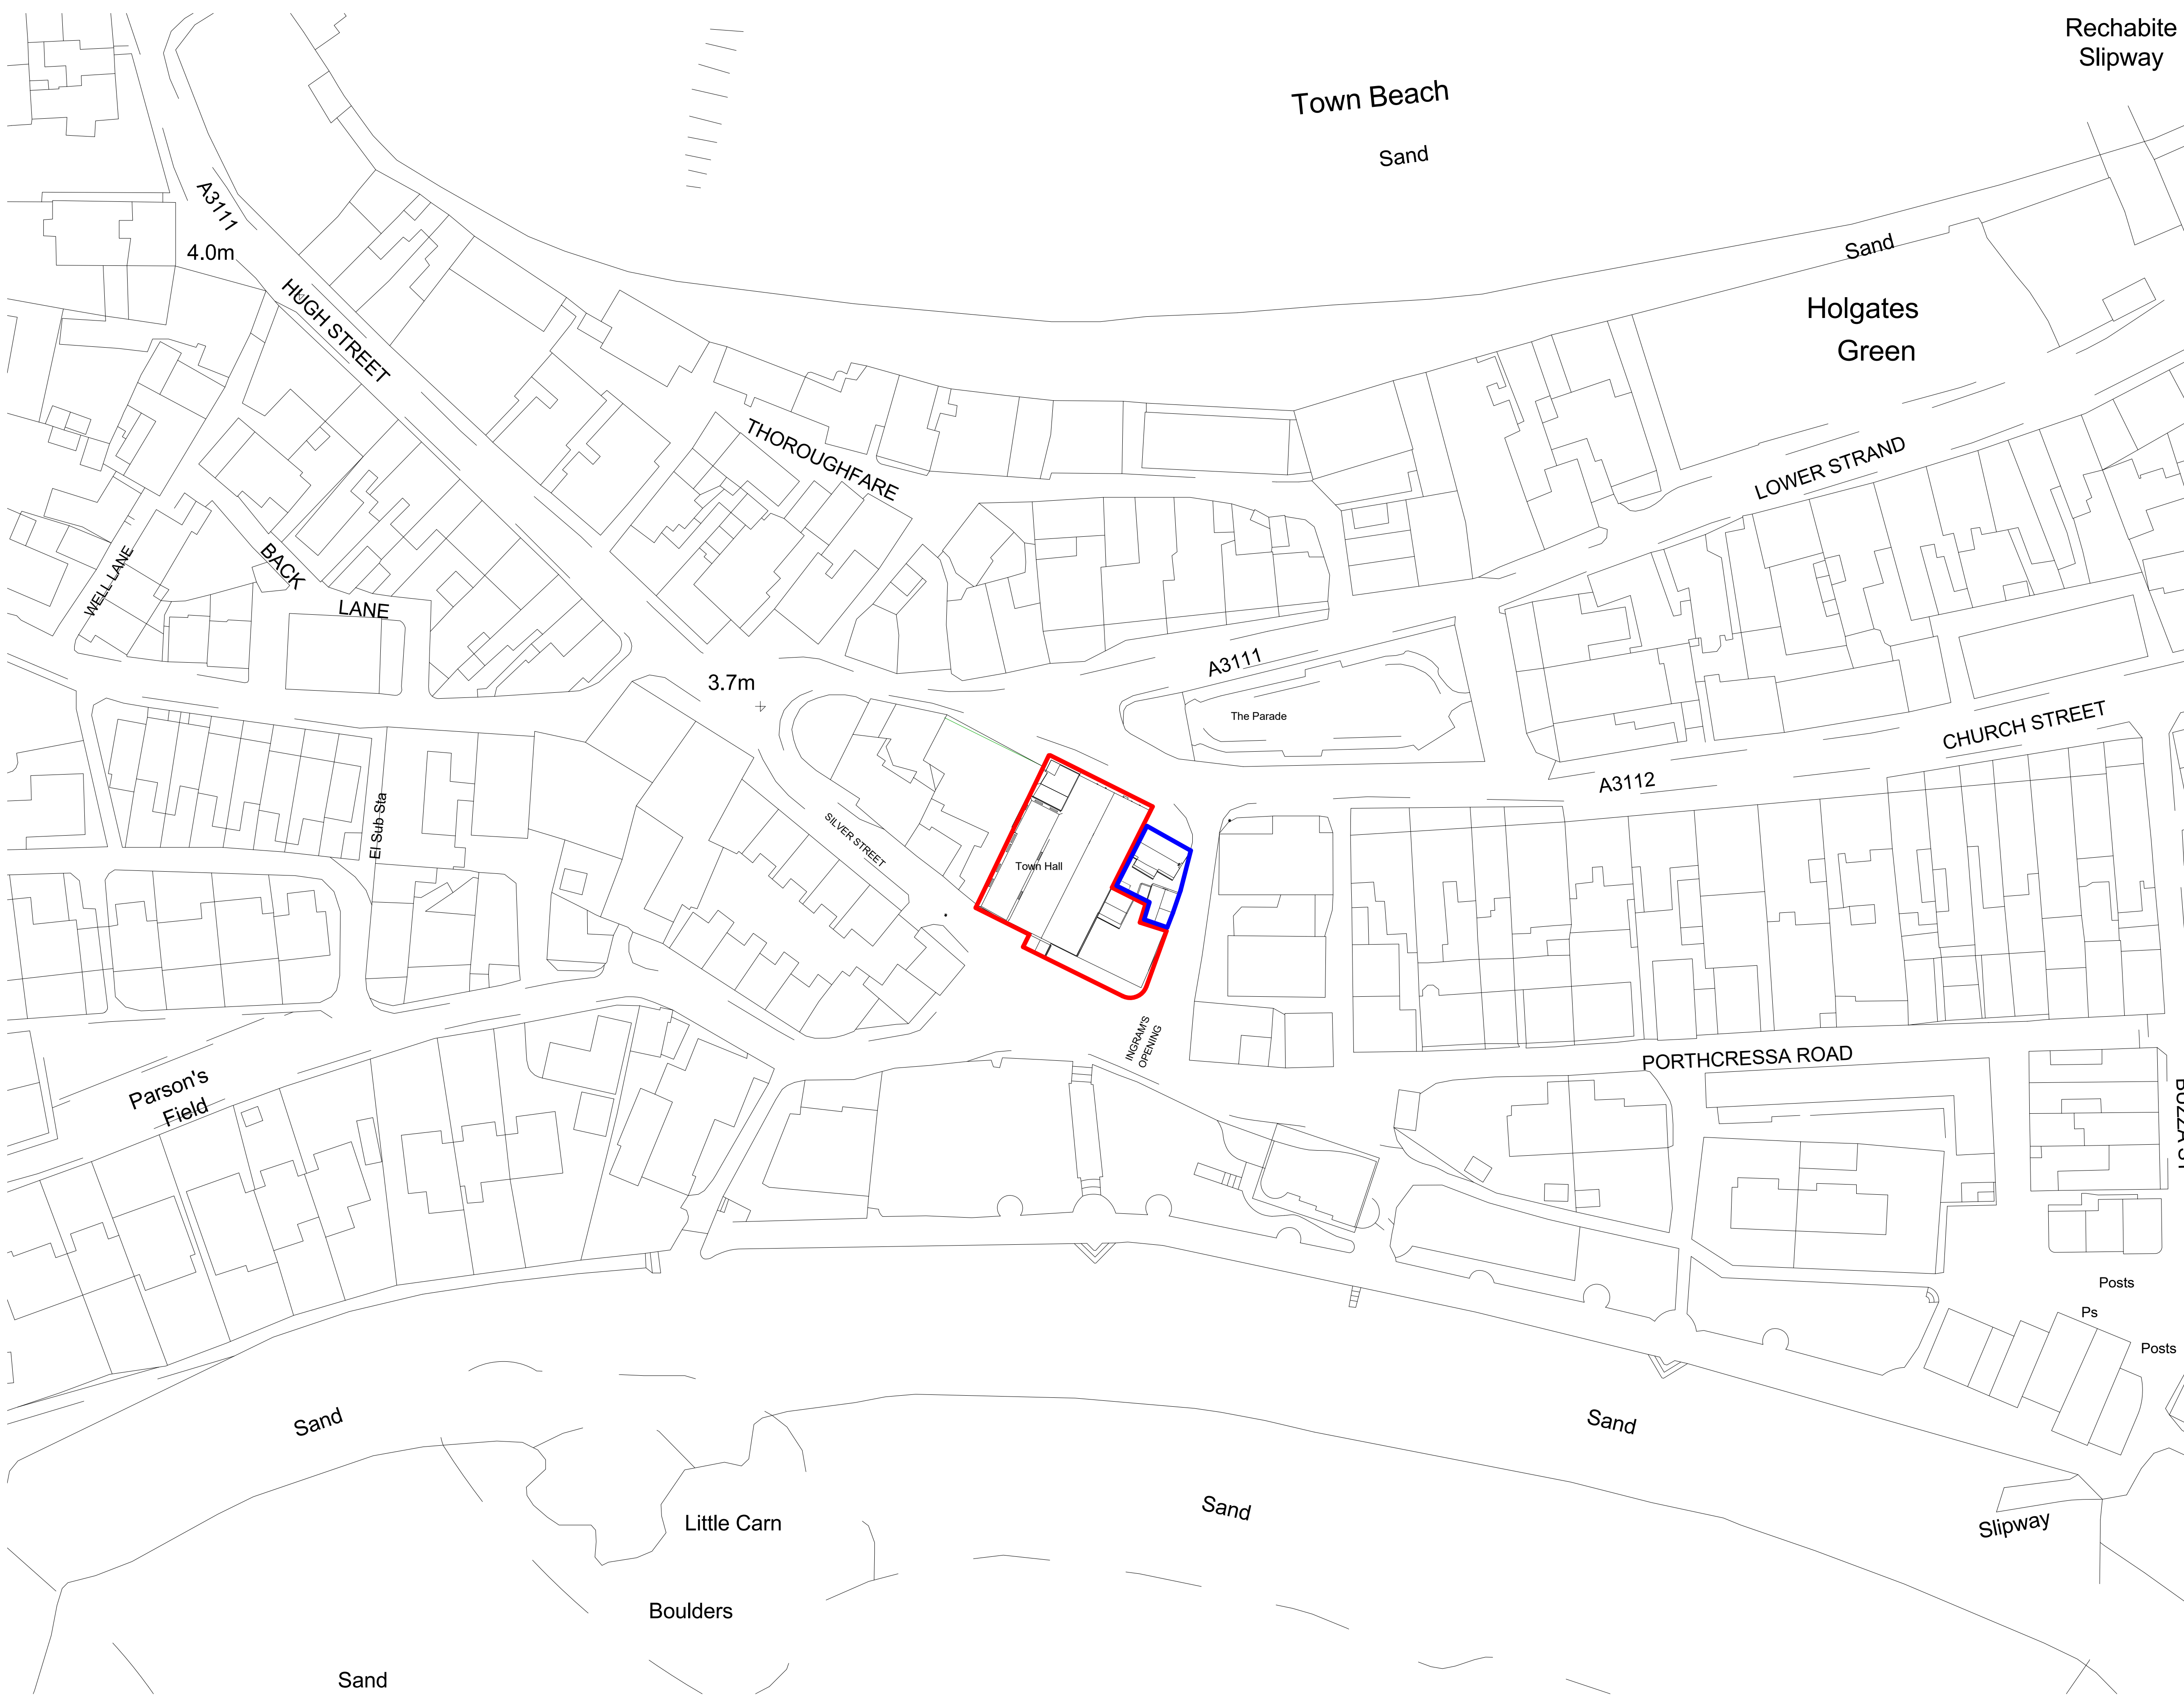 Rechabite
Slipway
Town Beach
Sand
A3111
4.0m
Sand
HUGH STREET
Holgates
Green
THOROUGHFARE
LOWER STRAND
WELL LANE
BACK
LANE
A3111
3.7m
The Parade
CHURCH STREET
A3112
El Sub Sta
SILVER STREET
Town Hall
INGRAM'S
OPENING
PORTHCRESSA ROAD
Parson's
Field
Posts
Ps
Posts
Sand
Sand
Sand
Little Carn
Slipway
Boulders
Sand